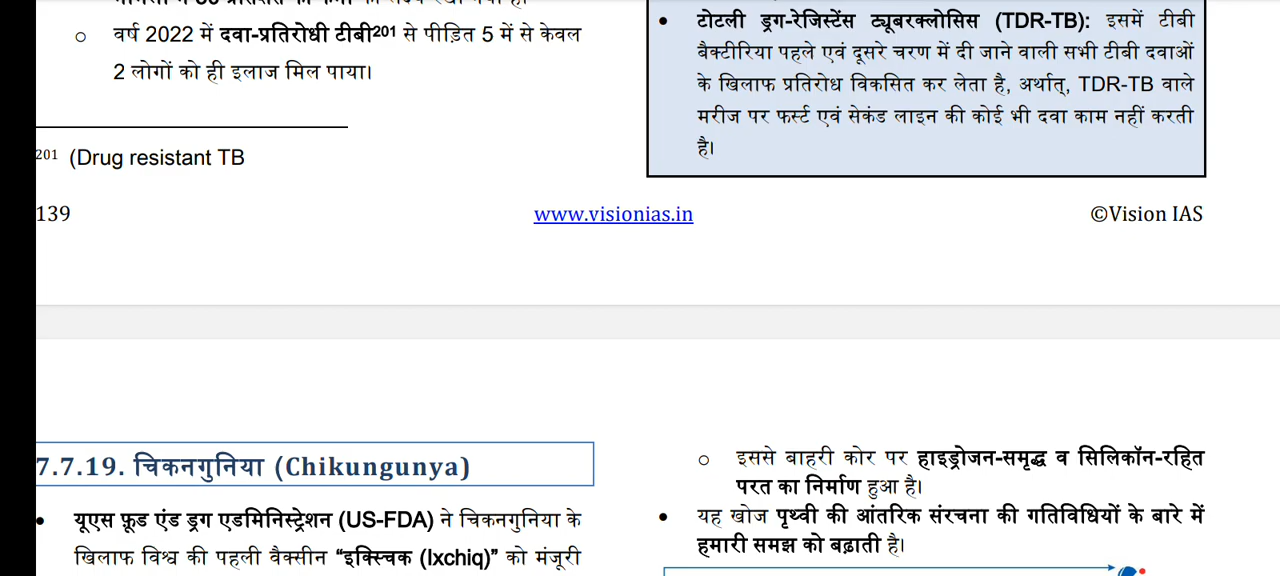 वर्ष 2022 में दवा-प्रतिरोधी टीबी201 से पीड़ित 5 में से केवल
2 लोगों को ही इलाज मिल पाया।
201 (Drug resistant TB
• टोटली ड्रग-रेजिस्टेंस ट्यूबरक्लोसिस (TDR-TB): इसमें टीबी
बैक्टीरिया पहले एवं दूसरे चरण में दी जाने वाली सभी टीबी दवाओं
के खिलाफ प्रतिरोध विकसित कर लेता है, अर्थात्, TDR-TB वाले
मरीज पर फर्स्ट एवं सेकंड लाइन की कोई भी दवा काम नहीं करती
है।
139 www.visionias.in ©Vision IAS
7.7.19. चिकनगुनिया (Chikungunya)
• यूएस फ़ूड एंड ड्रग एडमिनिस्ट्रेशन (US-FDA) ने चिकनगुनिया के
खिलाफ विश्व की पहली वैक्सीन “इक्स्चिक (Ixchiq)” को मंजूरी
o इससे बाहरी कोर पर हाइड्रोजन-समृद्ध व सिलिकॉन-रहित
परत का निर्माण हुआ है।
• यह खोज पृथ्वी की आंतरिक संरचना की गतिविधियों के बारे में
हमारी समझ को बढ़ाती है।